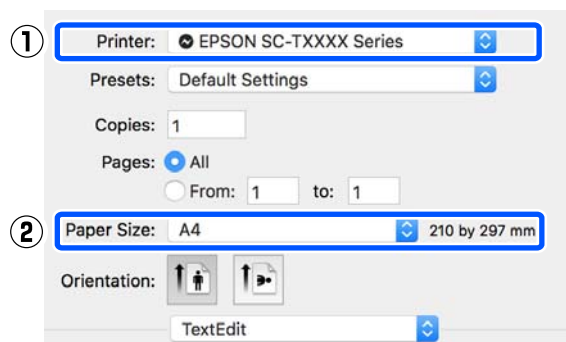 ① Printer: EPSON SC-TXXXX Series
Presets: Default Settings
Copies: 1
Pages: All
From: 1 to: 1
② Paper Size: A4 210 by 297 mm
Orientation:
TextEdit